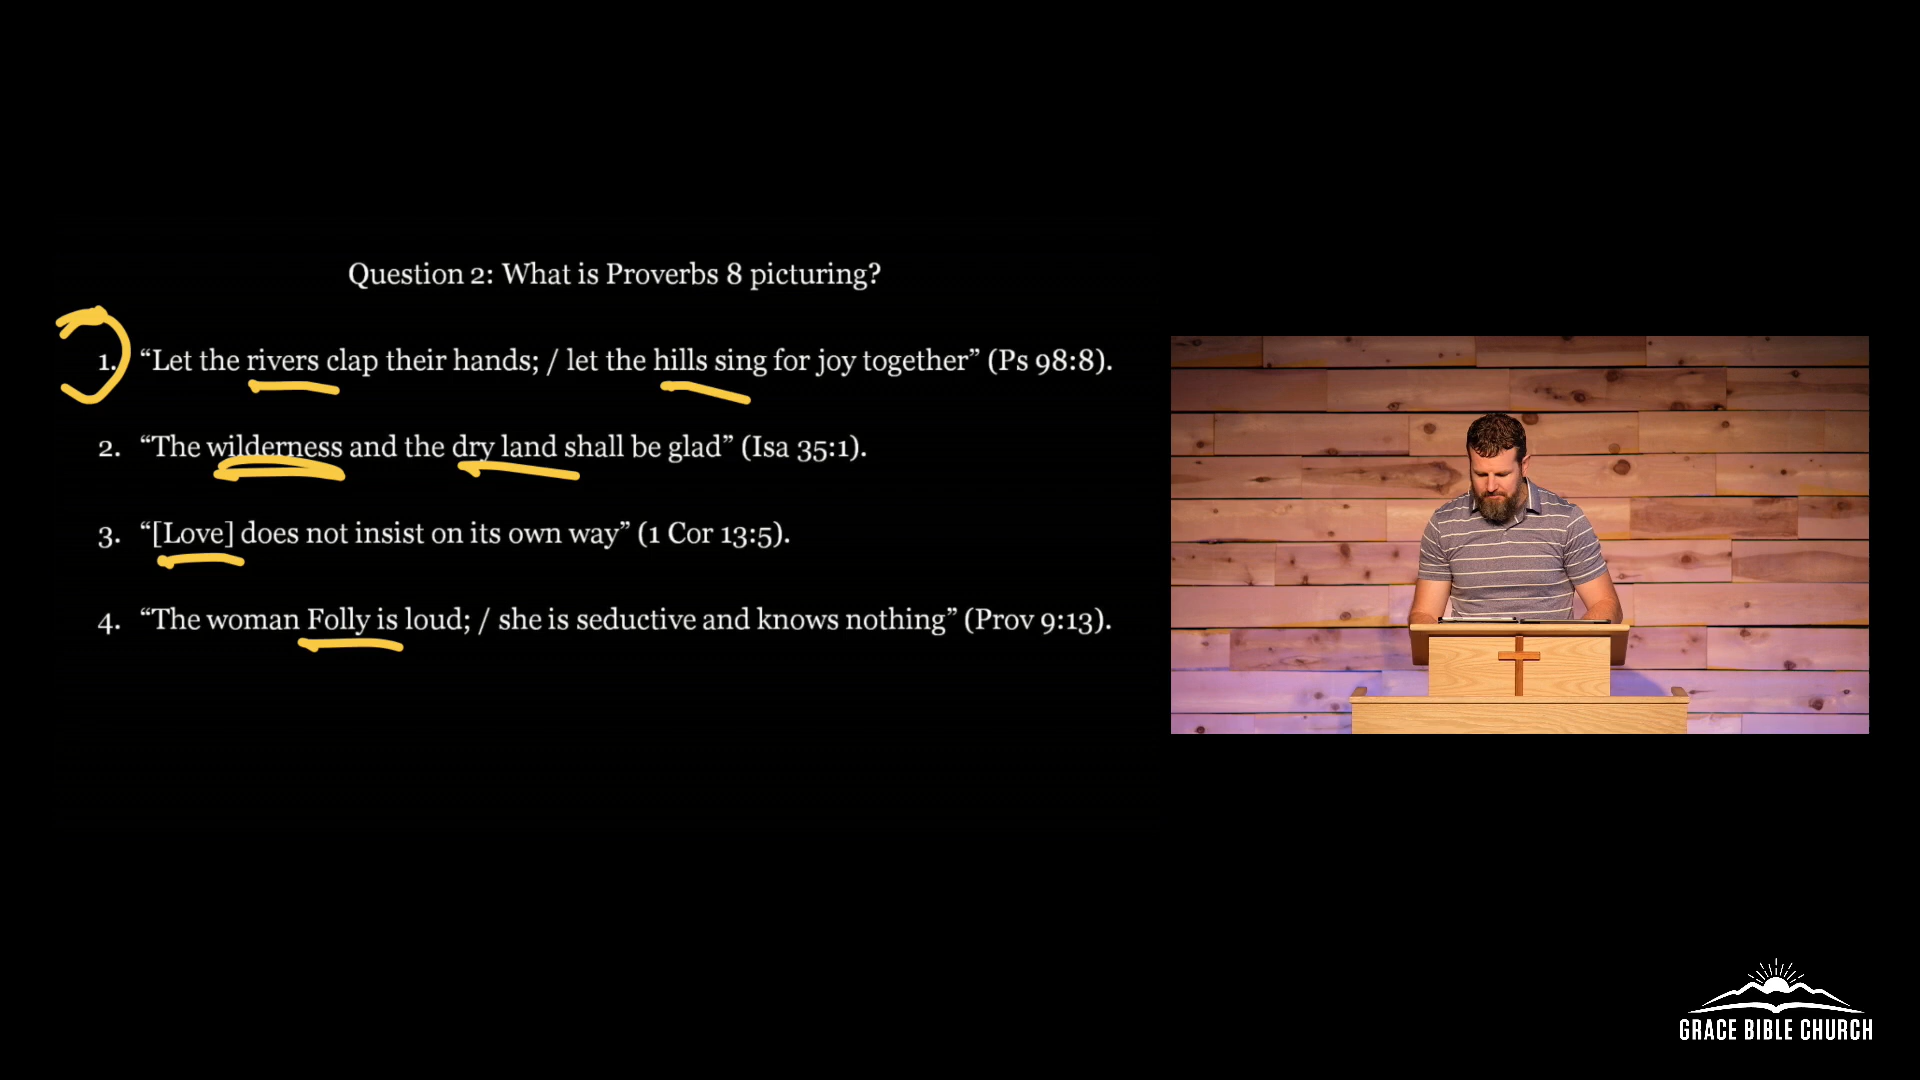 Question 2: What is Proverbs 8 picturing?
1. “Let the rivers clap their hands; / let the hills sing for joy together” (Ps 98:8).
2. “The wilderness and the dry land shall be glad” (Isa 35:1).
3. “[Love] does not insist on its own way” (1 Cor 13:5).
4. “The woman Folly is loud; / she is seductive and knows nothing” (Prov 9:13).
GRACE BIBLE CHURCH